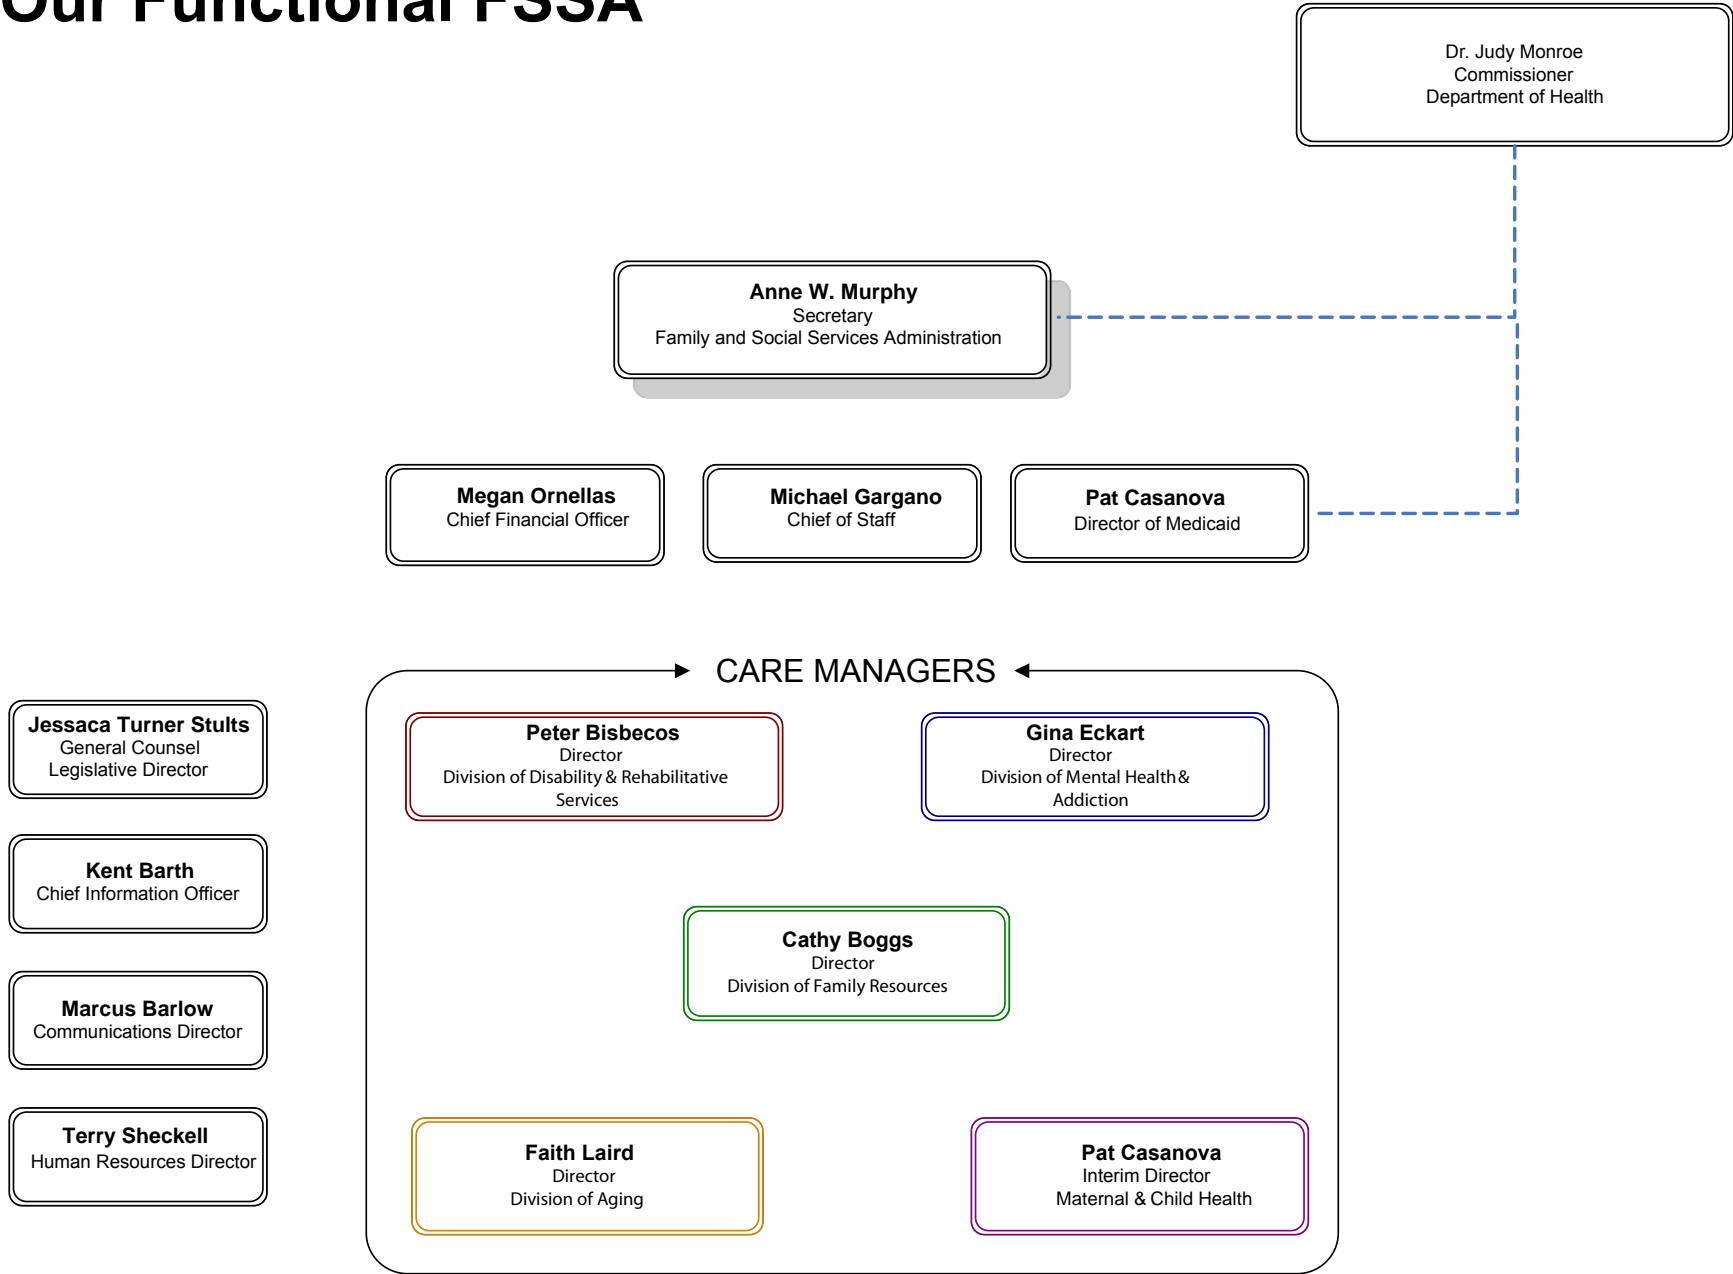 Our Functional FSSA
Dr. Judy Monroe
Commissioner
Department of Health
Anne W. Murphy
Secretary
Family and Social Services Administration
Megan Ornellas
Chief Financial Officer
Michael Gargano
Chief of Staff
Pat Casanova
Director of Medicaid
CARE MANAGERS
Jessaca Turner Stults
General Counsel
Legislative Director
Kent Barth
Chief Information Officer
Marcus Barlow
Communications Director
Terry Sheckell
Human Resources Director
Peter Bisbecos
Director
Division of Disability & Rehabilitative
Services
Gina Eckart
Director
Division of Mental Health &
Addiction
Cathy Boggs
Director
Division of Family Resources
Faith Laird
Director
Division of Aging
Pat Casanova
Interim Director
Maternal & Child Health